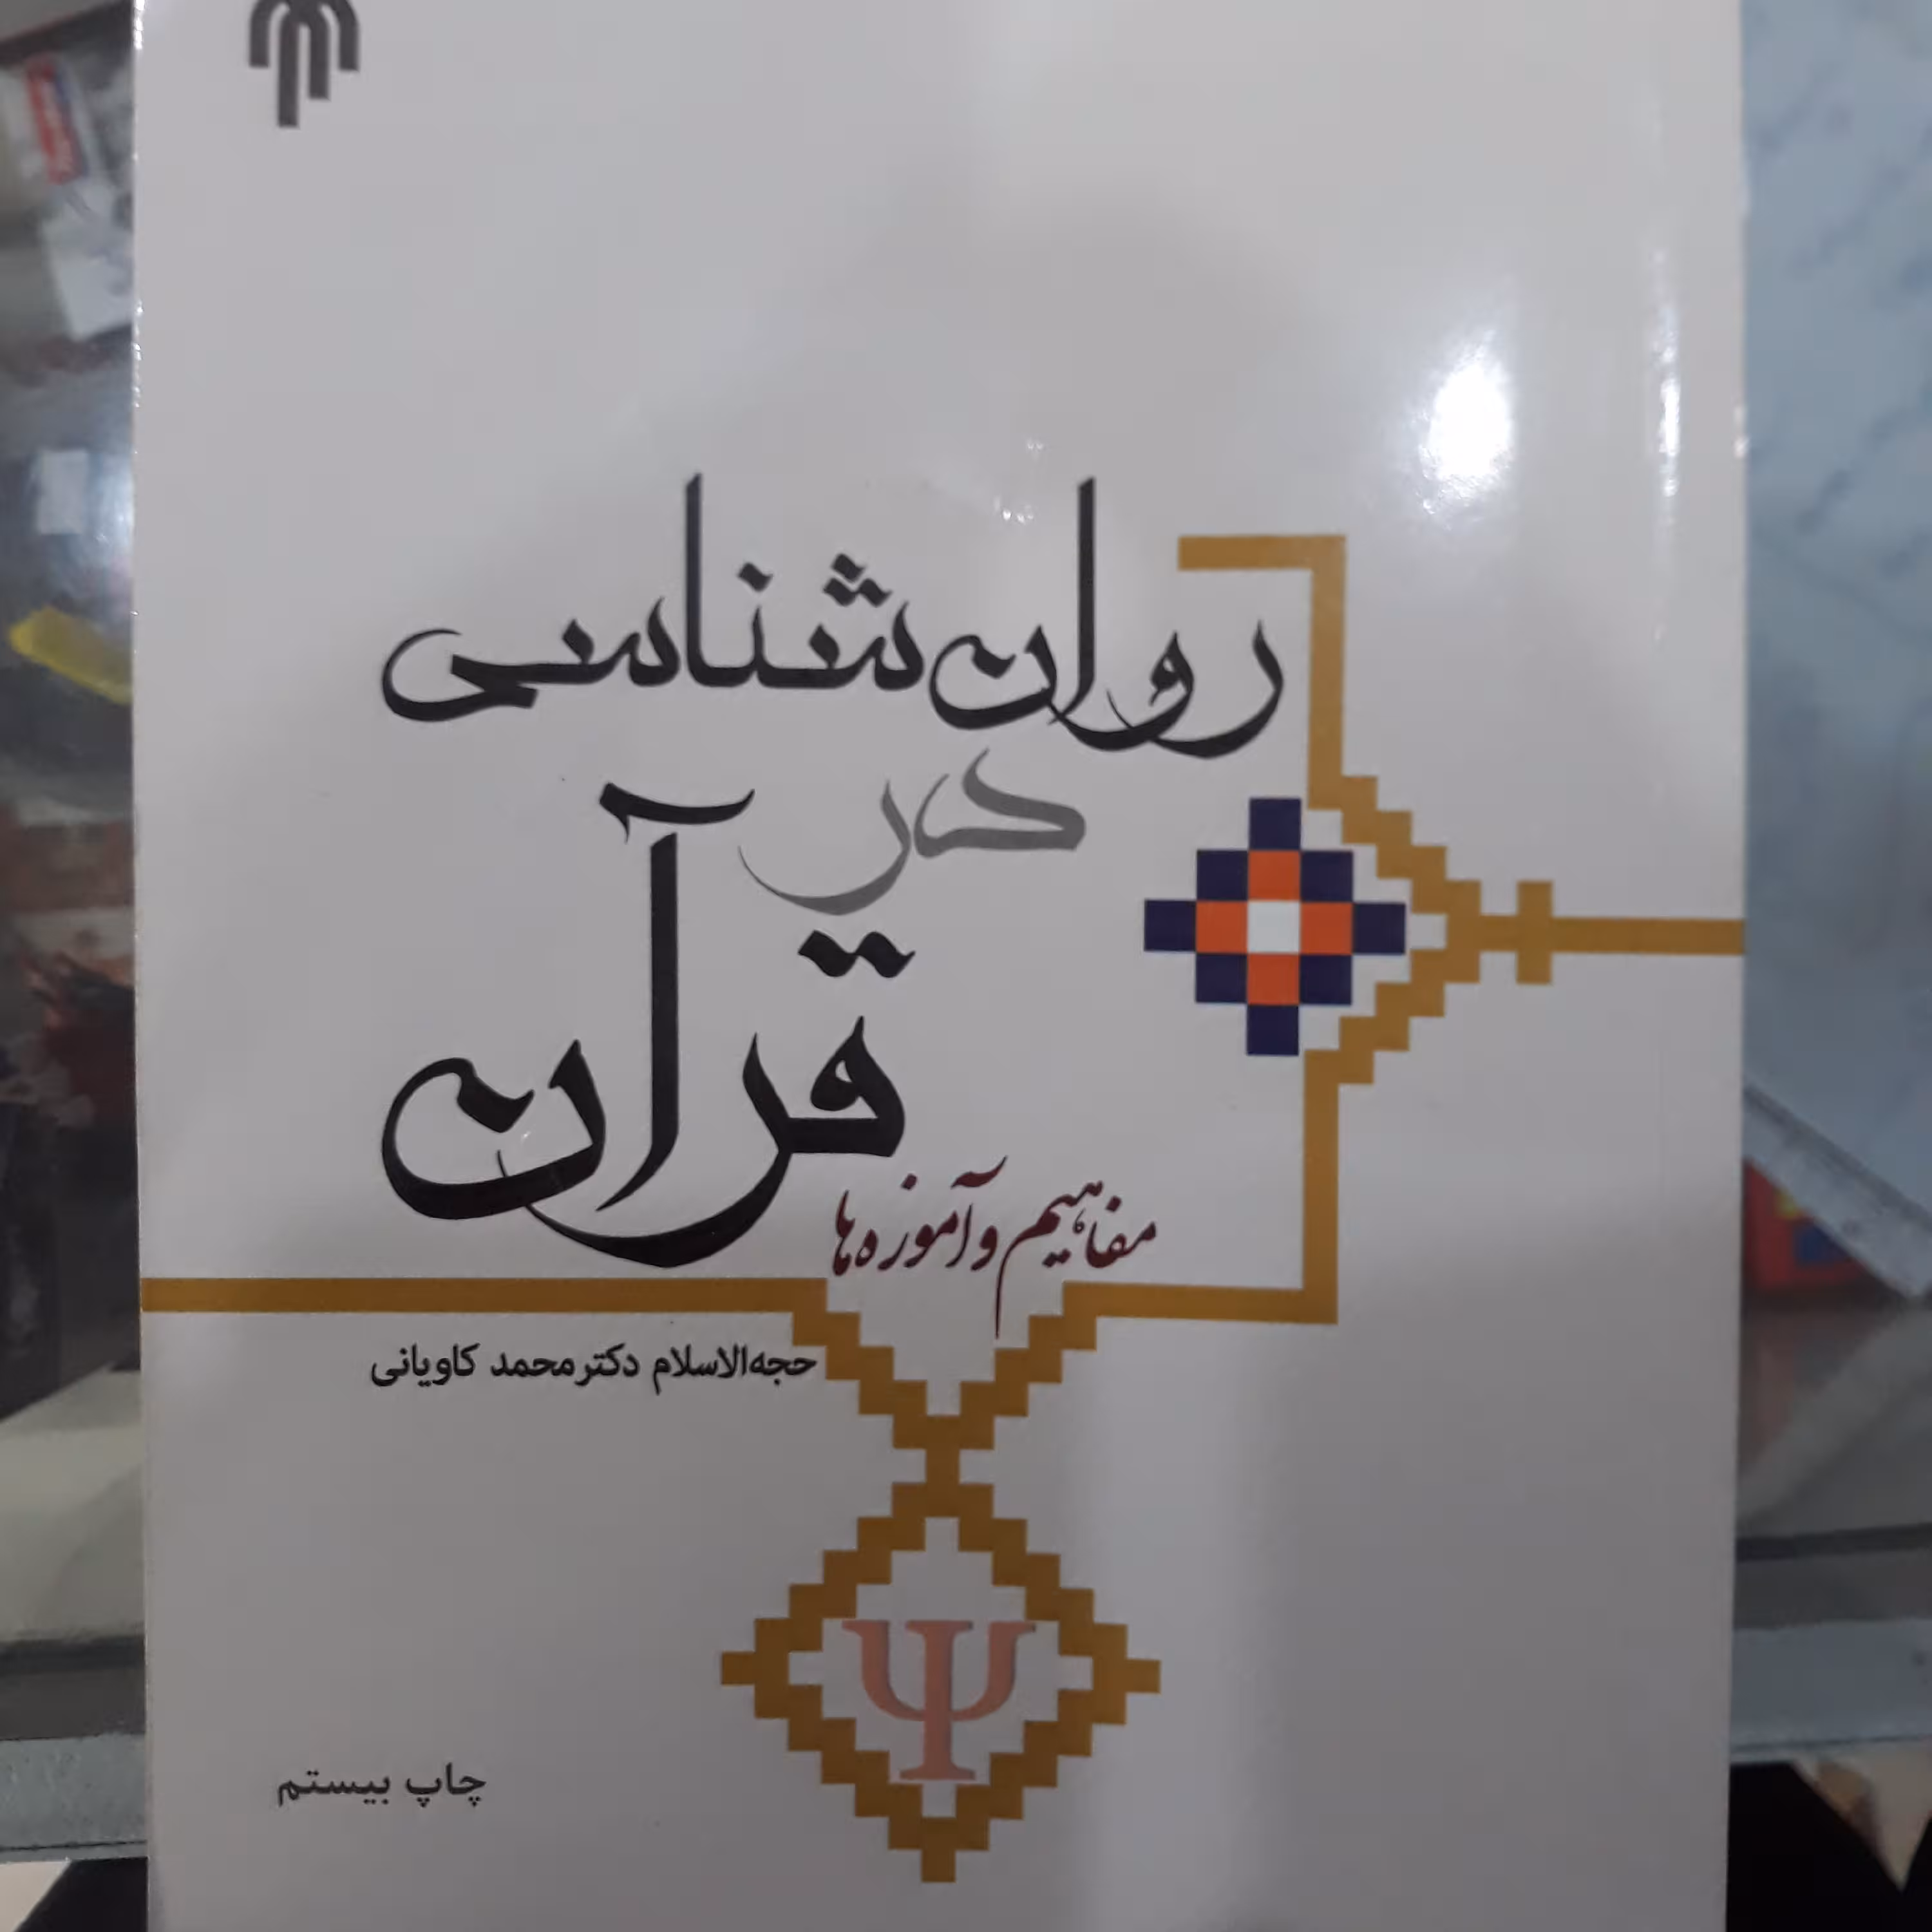 روان‌شناسی
در
قرآن
مفاهیم و آموزه‌ها
حجه‌الاسلام دکتر محمد کاویانی
Ψ
چاپ بیستم